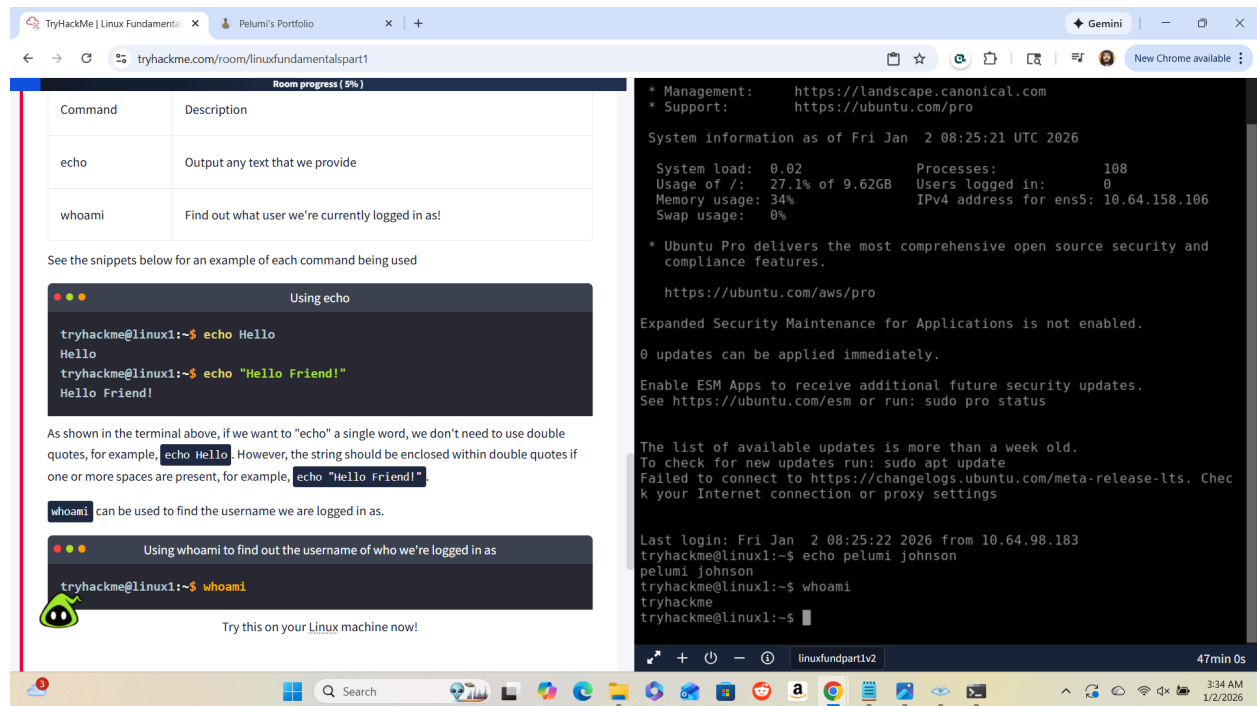 TryHackMe | Linux Fundamenta
Pelumi's Portfolio
Gemini
tryhackme.com/room/linuxfundamentalspart1
New Chrome available
Room progress ( 5% )
Command Description
echo Output any text that we provide
whoami Find out what user we're currently logged in as!
See the snippets below for an example of each command being used
Using echo
tryhackme@linux1:~$ echo Hello
Hello
tryhackme@linux1:~$ echo "Hello Friend!"
Hello Friend!
As shown in the terminal above, if we want to "echo" a single word, we don't need to use double
quotes, for example, echo Hello. However, the string should be enclosed within double quotes if
one or more spaces are present, for example, echo "Hello Friend!".
whoami can be used to find the username we are logged in as.
Using whoami to find out the username of who we're logged in as
tryhackme@linux1:~$ whoami
Try this on your Linux machine now!
* Management: https://landscape.canonical.com
* Support: https://ubuntu.com/pro
System information as of Fri Jan 2 08:25:21 UTC 2026
System load: 0.02 Processes: 108
Usage of /: 27.1% of 9.62GB Users logged in: 0
Memory usage: 34% IPv4 address for ens5: 10.64.158.106
Swap usage: 0%
* Ubuntu Pro delivers the most comprehensive open source security and
compliance features.
https://ubuntu.com/aws/pro
Expanded Security Maintenance for Applications is not enabled.
0 updates can be applied immediately.
Enable ESM Apps to receive additional future security updates.
See https://ubuntu.com/esm or run: sudo pro status
The list of available updates is more than a week old.
To check for new updates run: sudo apt update
Failed to connect to https://changelogs.ubuntu.com/meta-release-lts. Chec
k your Internet connection or proxy settings
Last login: Fri Jan 2 08:25:22 2026 from 10.64.98.183
tryhackme@linux1:~$ echo pelumi johnson
pelumi johnson
tryhackme@linux1:~$ whoami
tryhackme
tryhackme@linux1:~$
linuxfundpart1v2
47min 0s
3
Search
3:34 AM
1/2/2026